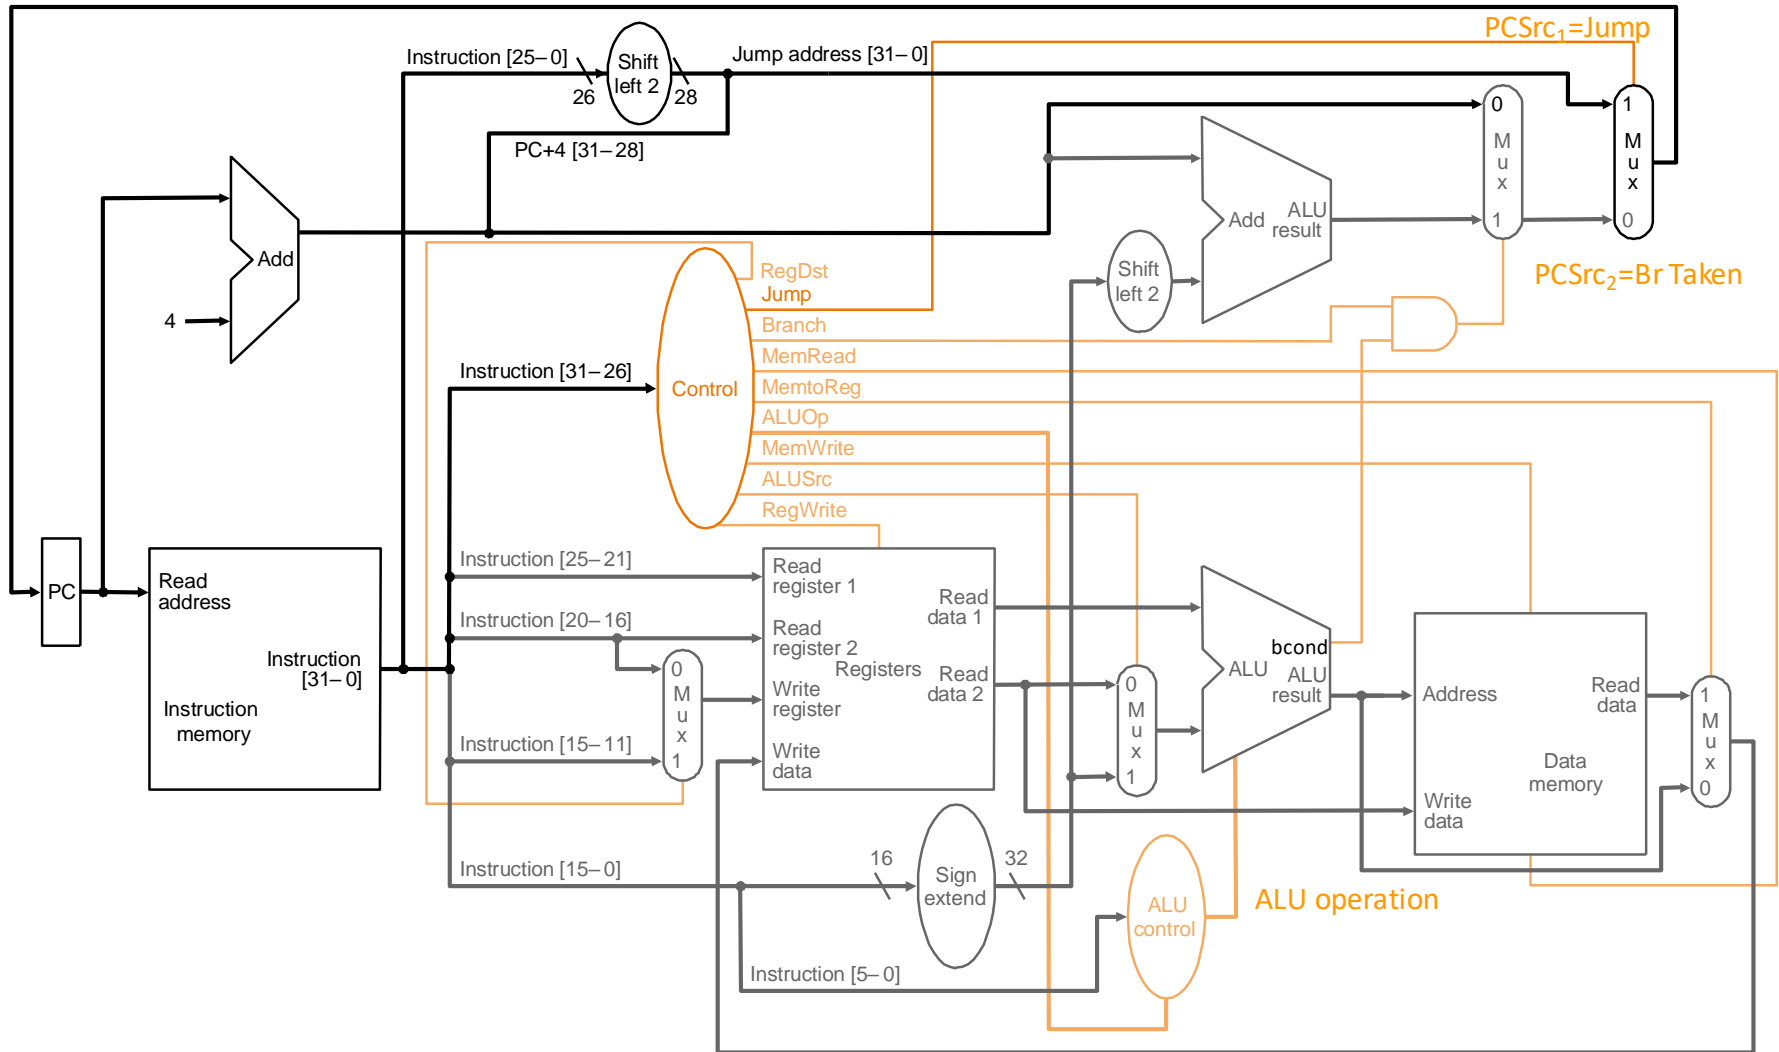 PCSrc1=Jump
Instruction [25–0]
Shift
left 2
Jump address [31–0]
26
28
PC+4 [31–28]
0
M
u
x
1
1
M
u
x
0
Add
ALU
result
Add
4
Shift
left 2
PCSrc2=Br Taken
RegDst
Jump
Branch
MemRead
MemtoReg
ALUOp
MemWrite
ALUSrc
RegWrite
Instruction [31–26]
Control
PC
Read
address
Instruction
[31–0]
Instruction
memory
Instruction [25–21]
Instruction [20–16]
Instruction [15–11]
Instruction [15–0]
0
M
u
x
1
Read
register 1
Read
register 2
Registers
Write
register
Write
data
Read
data 1
Read
data 2
0
M
u
x
1
bcond
ALU
ALU
result
Address
Read
data
Data
memory
Write
data
1
M
u
x
0
16
Sign
extend
32
ALU
control
ALU operation
Instruction [5–0]